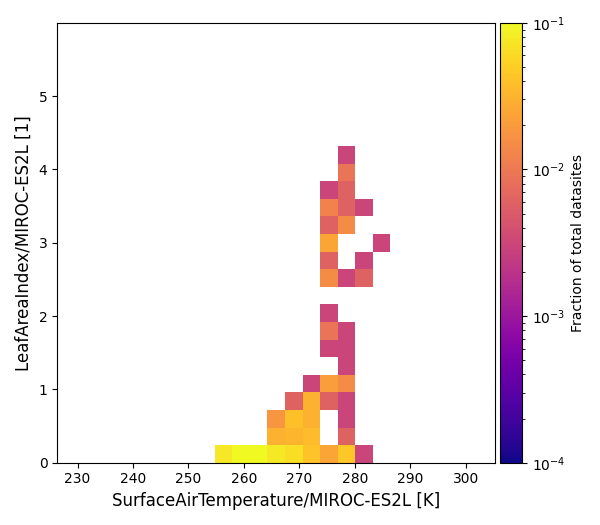 LeafAreaIndex/MIROC-ES2L [1]
5
4
3
2
1
0
230 240 250 260 270 280 290 300
SurfaceAirTemperature/MIROC-ES2L [K]
10⁻¹
10⁻²
10⁻³
10⁻⁴
Fraction of total datasites